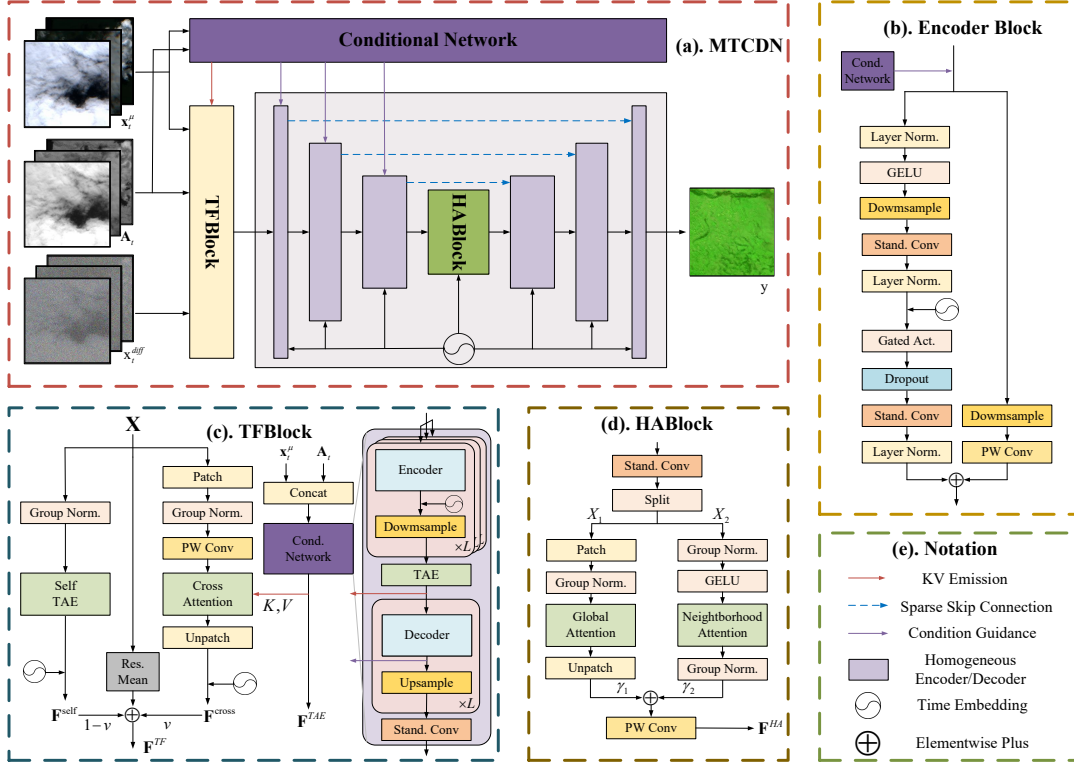 Conditional Network
(a). MTCDN
x_t^μ
A_t
x_t^{diff}
TFBlock
HABlock
y
(b). Encoder Block
Cond.
Network
Layer Norm.
GELU
Dowmsample
Stand. Conv
Layer Norm.
Gated Act.
Dropout
Stand. Conv
Layer Norm.
Dowmsample
PW Conv
(c). TFBlock
X
Group Norm.
Self
TAE
F^{self}
1−v
Res.
Mean
F^{TF}
Patch
Group Norm.
PW Conv
Cross
Attention
Unpatch
F^{cross}
v
x_t^μ
A_t
Concat
Cond.
Network
K,V
F^{TAE}
Encoder
Dowmsample
×L
TAE
Decoder
Upsample
×L
Stand. Conv
(d). HABlock
Stand. Conv
Split
X_1
X_2
Patch
Group Norm.
Global
Attention
Unpatch
Group Norm.
GELU
Neighborhood
Attention
Group Norm.
γ_1
γ_2
PW Conv
F^{HA}
(e). Notation
KV Emission
Sparse Skip Connection
Condition Guidance
Homogeneous
Encoder/Decoder
Time Embedding
Elementwise Plus